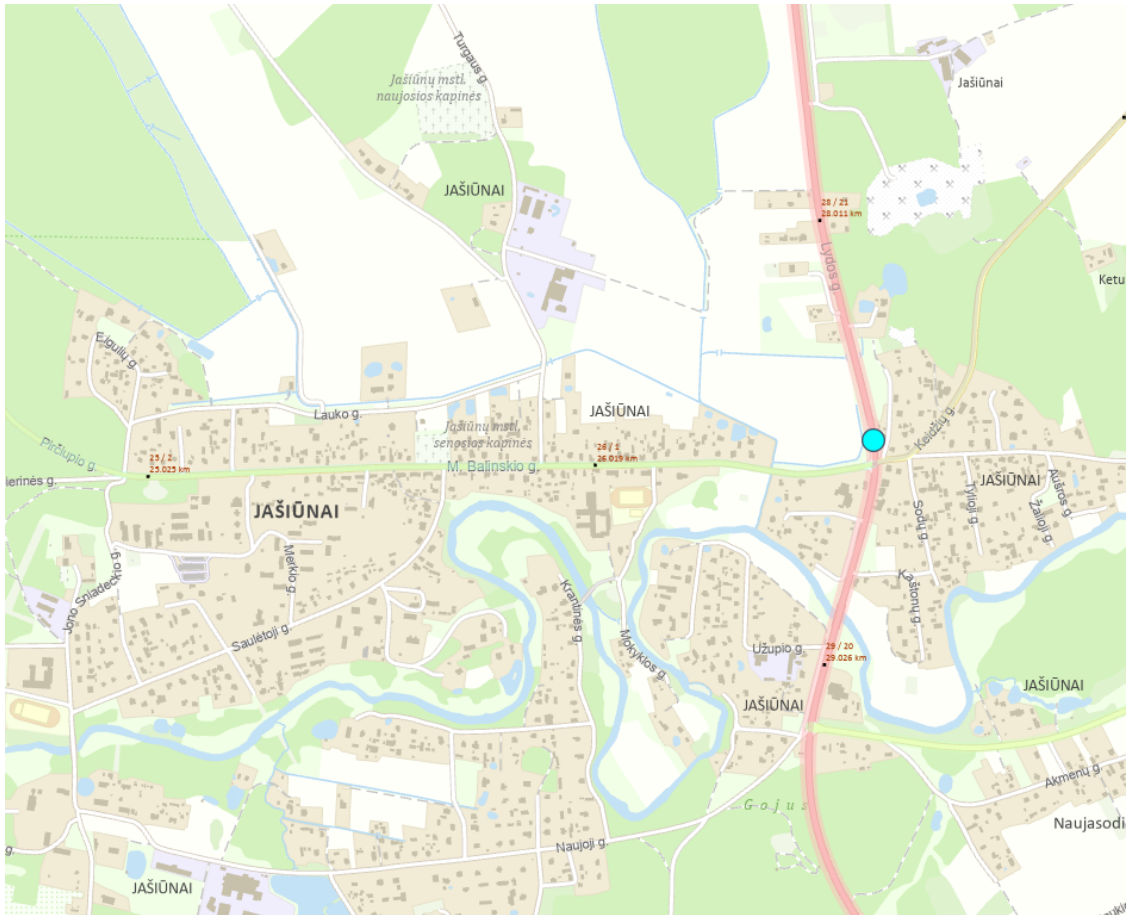 Turgaus g.
Jašiūnų mstl.
naujosios kapinės
Jašiūnai
JAŠIŪNAI
28 / 21
28.011 km
Lydos g.
Ketu
Eigulių g.
Lauko g.
JAŠIŪNAI
Keidžių g.
Jašiūnų mstl.
senosios kapinės
Pirčiupio g.
25 / 2
25.025 km
26 / 1
26.019 km
M. Balinskio g.
ierinės g.
JAŠIŪNAI
JAŠIŪNAI
Aušros g.
Tylioji g.
Žalioji g.
Sodų g.
Merkio g.
Jono Sniadeckio g.
Kaštonų g.
Krantinės g.
Saulėtoji g.
Mokyklos g.
Užupio g.
29 / 20
29.026 km
JAŠIŪNAI
JAŠIŪNAI
Akmenų g.
Gojus
Naujasodi
Naujoji g.
g.
JAŠIŪNAI